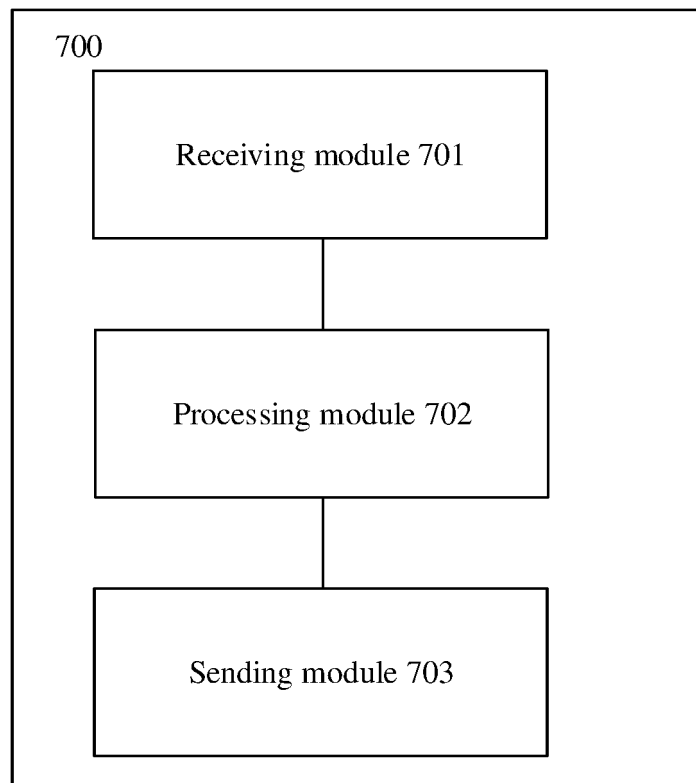 700
Receiving module 701
Processing module 702
Sending module 703